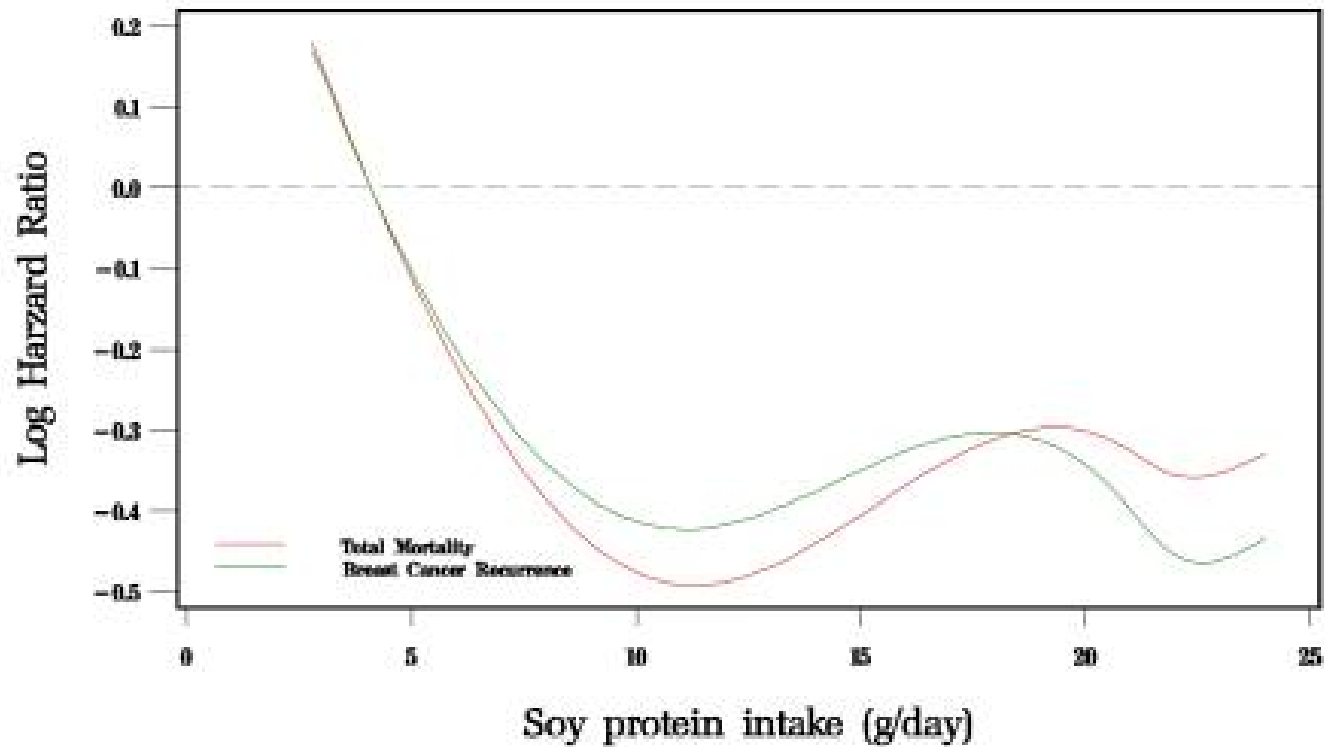 0.2
0.1
0.0
-0.1
-0.2
-0.3
-0.4
-0.5
Log Harzard Ratio
Total Mortality
Breast Cancer Recurrence
0 5 10 15 20 25
Soy protein intake (g/day)